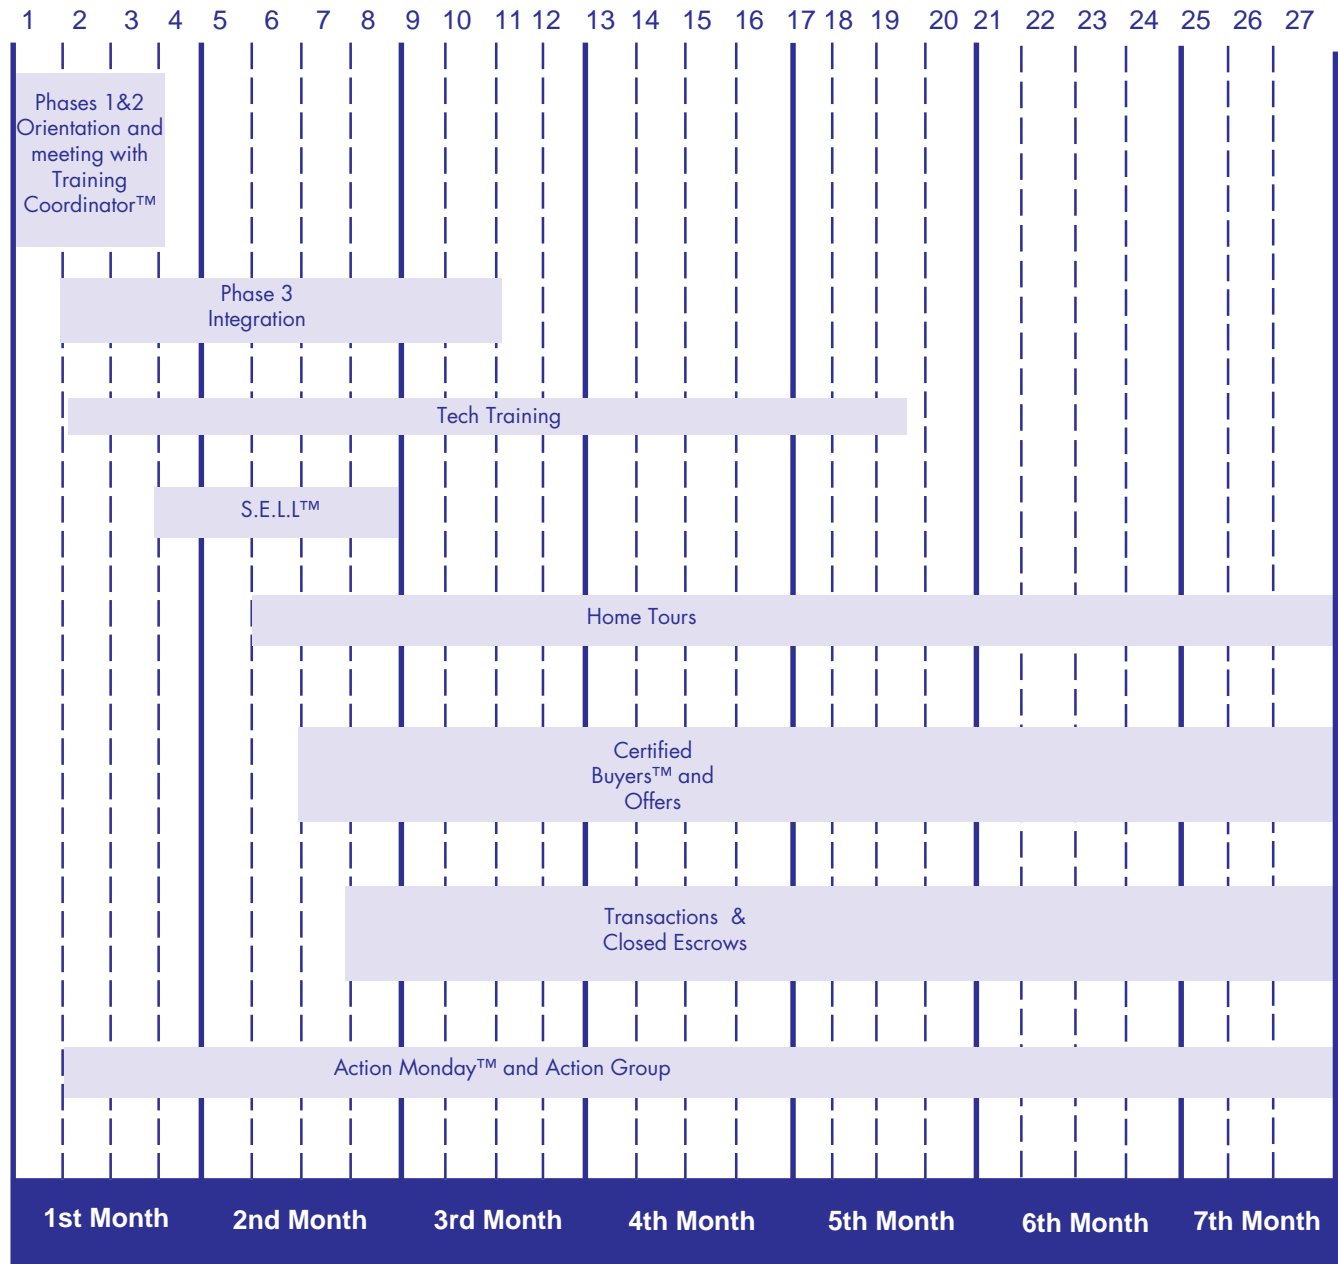 1 2 3 4 5 6 7 8 9 10 11 12 13 14 15 16 17 18 19 20 21 22 23 24 25 26 27
Phases 1&2
Orientation and
meeting with
Training
Coordinator™
Phase 3
Integration
Tech Training
S.E.L.L™
Home Tours
Certified
Buyers™ and
Offers
Transactions &
Closed Escrows
Action Monday™ and Action Group
1st Month 2nd Month 3rd Month 4th Month 5th Month 6th Month 7th Month